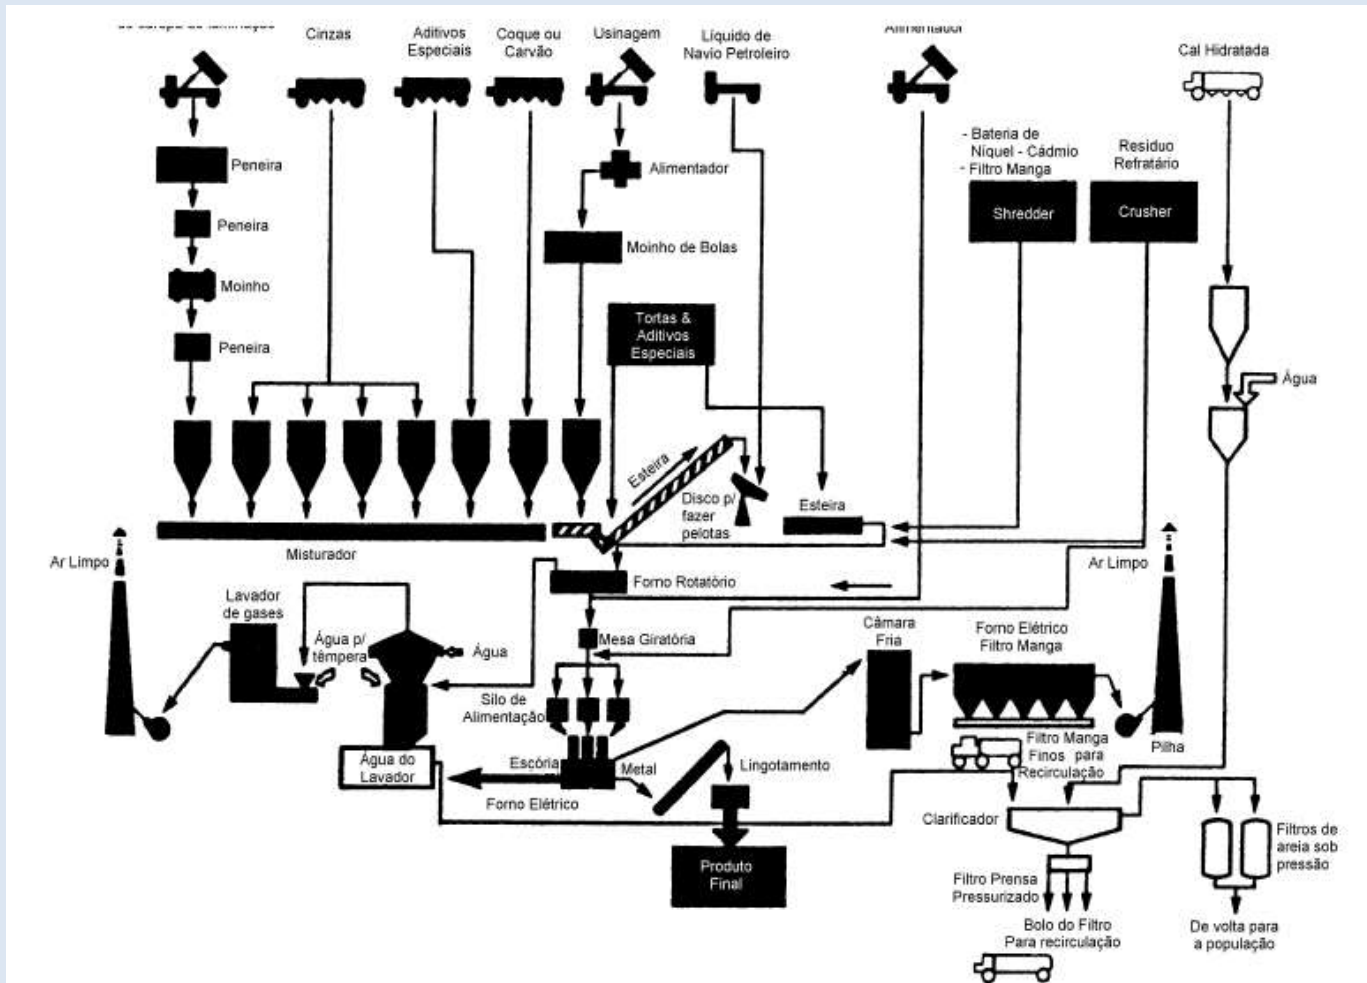 de carepa de laminação
Cinzas
Aditivos
Especiais
Coque ou
Carvão
Usinagem
Líquido de
Navio Petroleiro
Alimentador
Cal Hidratada
- Bateria de
Níquel - Cádmio
- Filtro Manga
Resíduo
Refratário
Peneira
Alimentador
Shredder
Crusher
Peneira
Moinho de Bolas
Moinho
Tortas &
Aditivos
Especiais
Peneira
Água
Esteira
Disco p/
fazer
pelotas
Esteira
Misturador
Ar Limpo
Ar Limpo
Forno Rotatório
Lavador
de gases
Água p/
têmpera
Água
Mesa Giratória
Câmara
Fria
Forno Elétrico
Filtro Manga
Silo de
Alimentação
Pilha
Filtro Manga
Finos para
Recirculação
Água do
Lavador
Escória
Metal
Lingotamento
Forno Elétrico
Clarificador
Filtros de
areia sob
pressão
Produto
Final
Filtro Prensa
Pressurizado
Bolo do Filtro
Para recirculação
De volta para
a população